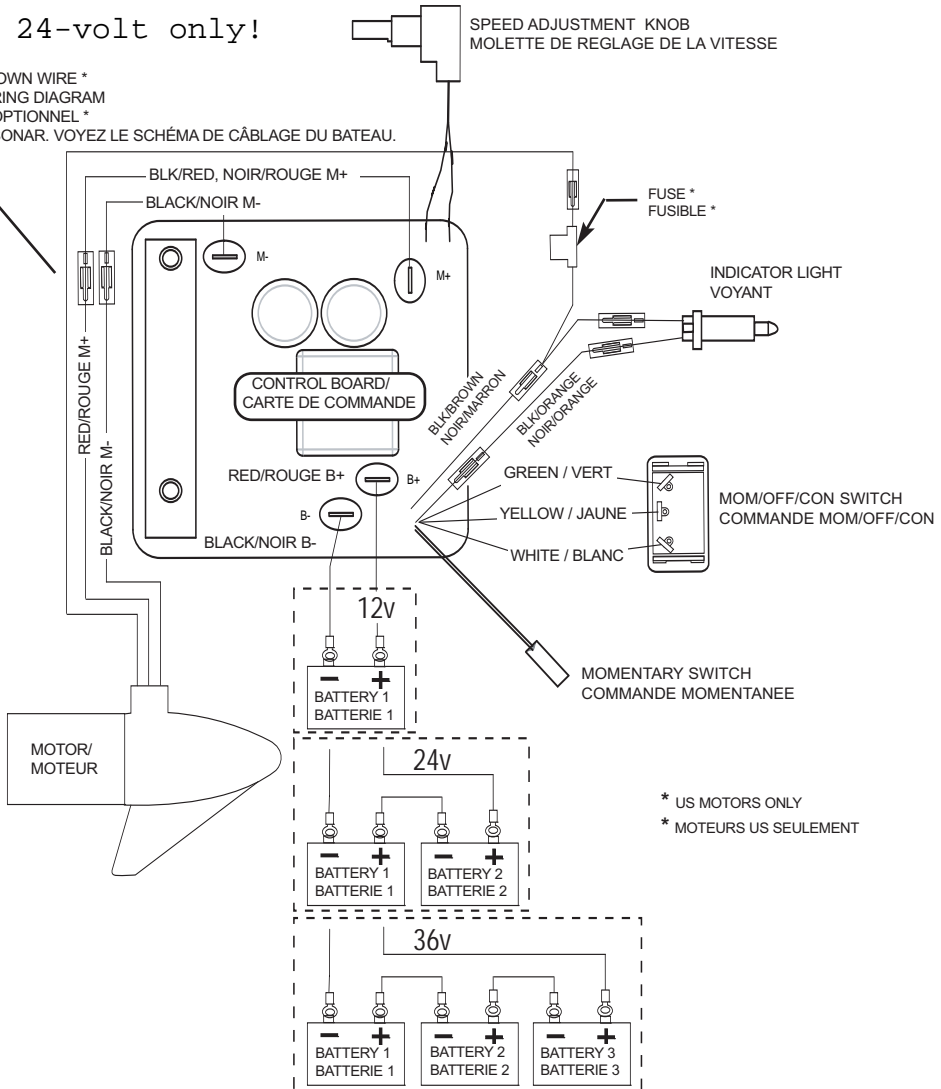 24-volt only!
SPEED ADJUSTMENT KNOB
MOLETTE DE REGLAGE DE LA VITESSE
OWN WIRE *
RING DIAGRAM
OPTIONNEL *
SONAR. VOYEZ LE SCHÉMA DE CÂBLAGE DU BATEAU.
BLK/RED, NOIR/ROUGE M+
BLACK/NOIR M-
FUSE *
FUSIBLE *
M-
M+
INDICATOR LIGHT
VOYANT
RED/ROUGE M+
BLACK/NOIR M-
CONTROL BOARD/
CARTE DE COMMANDE
BLK/BROWN
NOIR/MARRON
BLK/ORANGE
NOIR/ORANGE
RED/ROUGE B+
B+
B-
BLACK/NOIR B-
GREEN / VERT
YELLOW / JAUNE
WHITE / BLANC
MOM/OFF/CON SWITCH
COMMANDE MOM/OFF/CON
12v
BATTERY 1
BATTERIE 1
MOMENTARY SWITCH
COMMANDE MOMENTANEE
MOTOR/
MOTEUR
24v
BATTERY 1
BATTERIE 1
BATTERY 2
BATTERIE 2
* US MOTORS ONLY
* MOTEURS US SEULEMENT
36v
BATTERY 1
BATTERIE 1
BATTERY 2
BATTERIE 2
BATTERY 3
BATTERIE 3